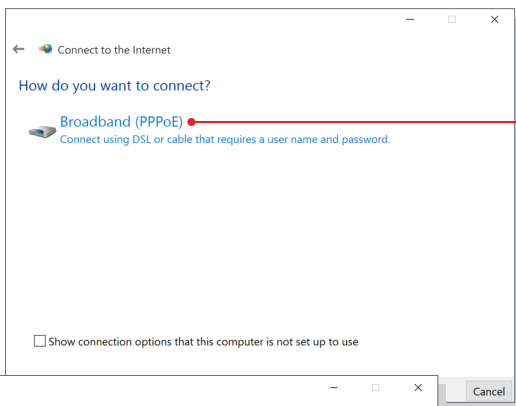 Connect to the Internet
How do you want to connect?
Broadband (PPPoE)
Connect using DSL or cable that requires a user name and password.
Show connection options that this computer is not set up to use
Cancel